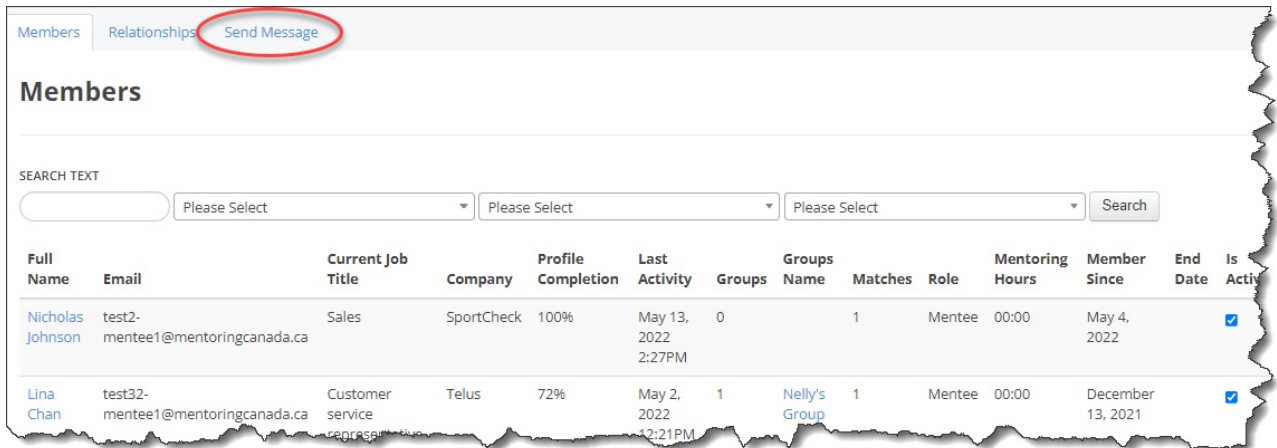 Members Relationships Send Message
Members
SEARCH TEXT
Please Select Please Select Please Select Search
Full Name Email Current Job Title Company Profile Completion Last Activity Groups Groups Name Matches Role Mentoring Hours Member Since End Date Is
Nicholas test2- Sales SportCheck 100% May 13, 0 1 Mentee 00:00 May 4,
Johnson mentee1@mentoringcanada.ca 2022 2022
2:27PM
Lina test32- Customer Telus 72% May 2, 1 Nelly's 1 Mentee 00:00 December
Chan mentee1@mentoringcanada.ca service 2022 Group 13, 2021
representative 12:21PM